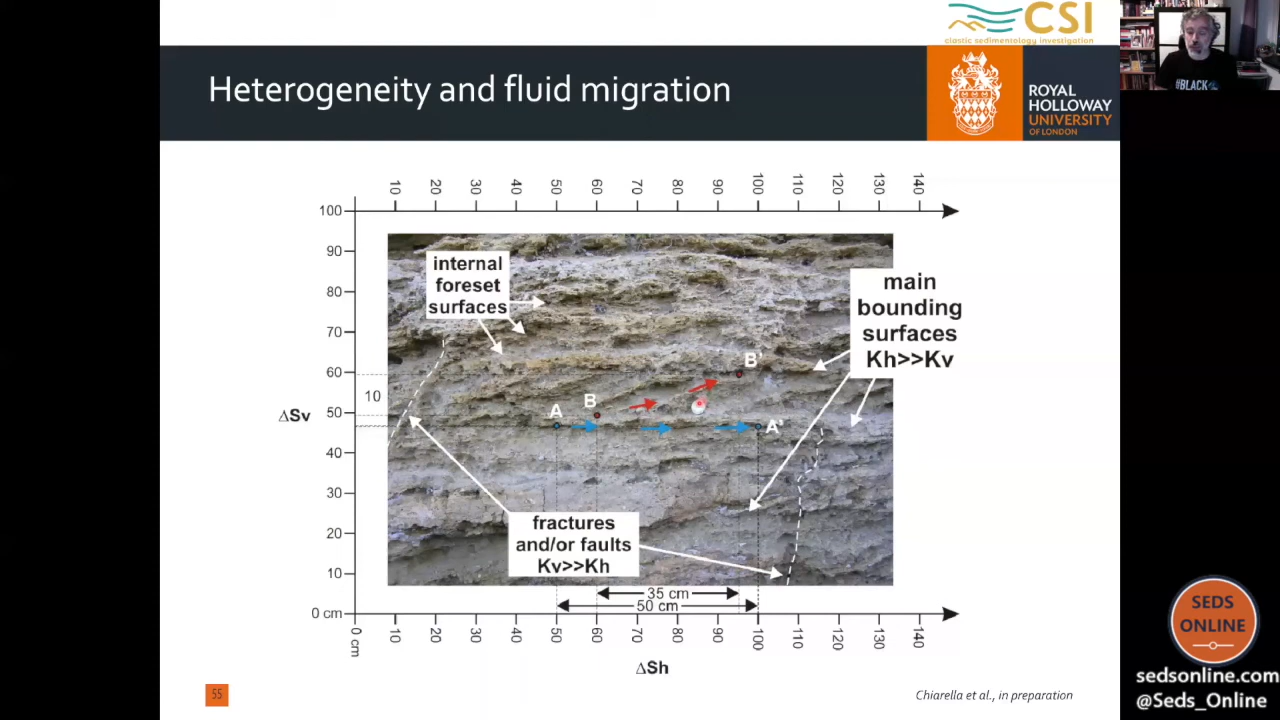 CSI
clastic sedimentology investigation
#BLACK
Heterogeneity and fluid migration
ROYAL
HOLLOWAY
UNIVERSITY
OF LONDON
10 20 30 40 50 60 70 80 90 100 110 120 130 140
100
90
80
70
60
50
40
30
20
10
0 cm
10
ΔSv
internal
foreset
surfaces
main
bounding
surfaces
Kh>>Kv
B'
B
A
A'
fractures
and/or faults
Kv>>Kh
35 cm
50 cm
0 cm 10 20 30 40 50 60 70 80 90 100 110 120 130 140
ΔSh
55
Chiarella et al., in preparation
SEDS
ONLINE
sedsonline.com
@Seds_Online